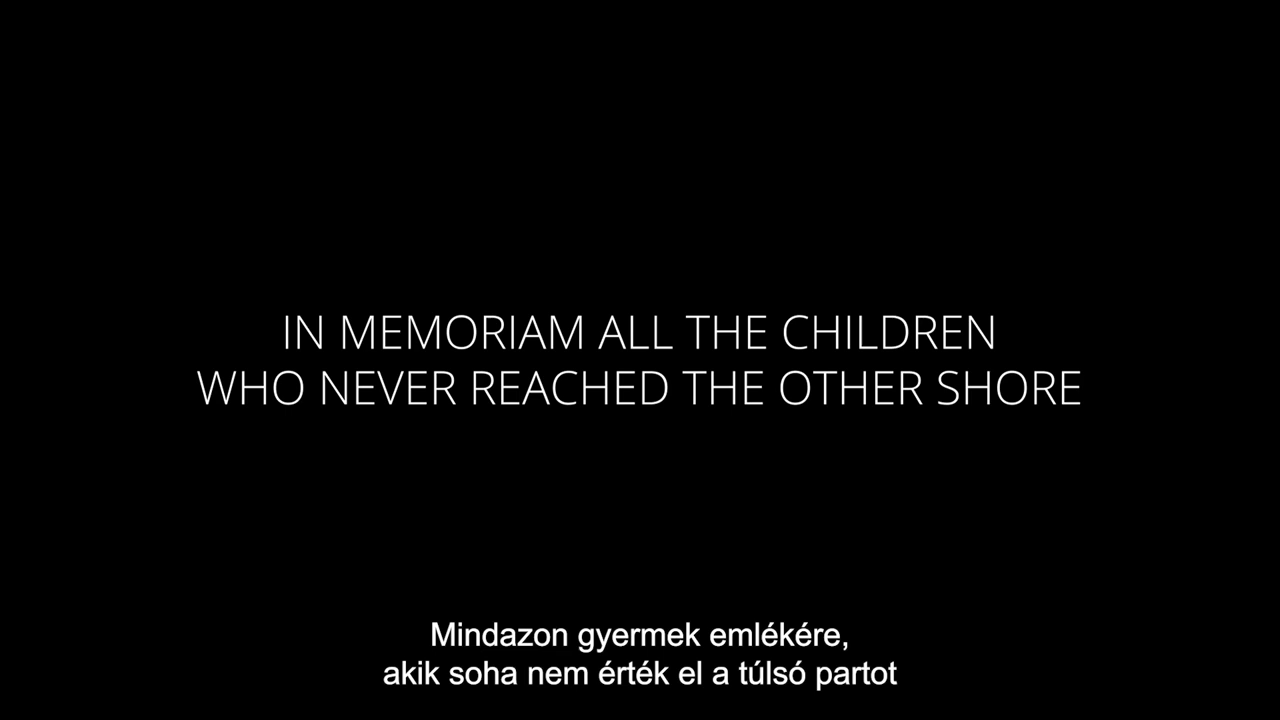 IN MEMORIAM ALL THE CHILDREN
WHO NEVER REACHED THE OTHER SHORE
Mindazon gyermek emlékére,
akik soha nem érték el a túlsó partot